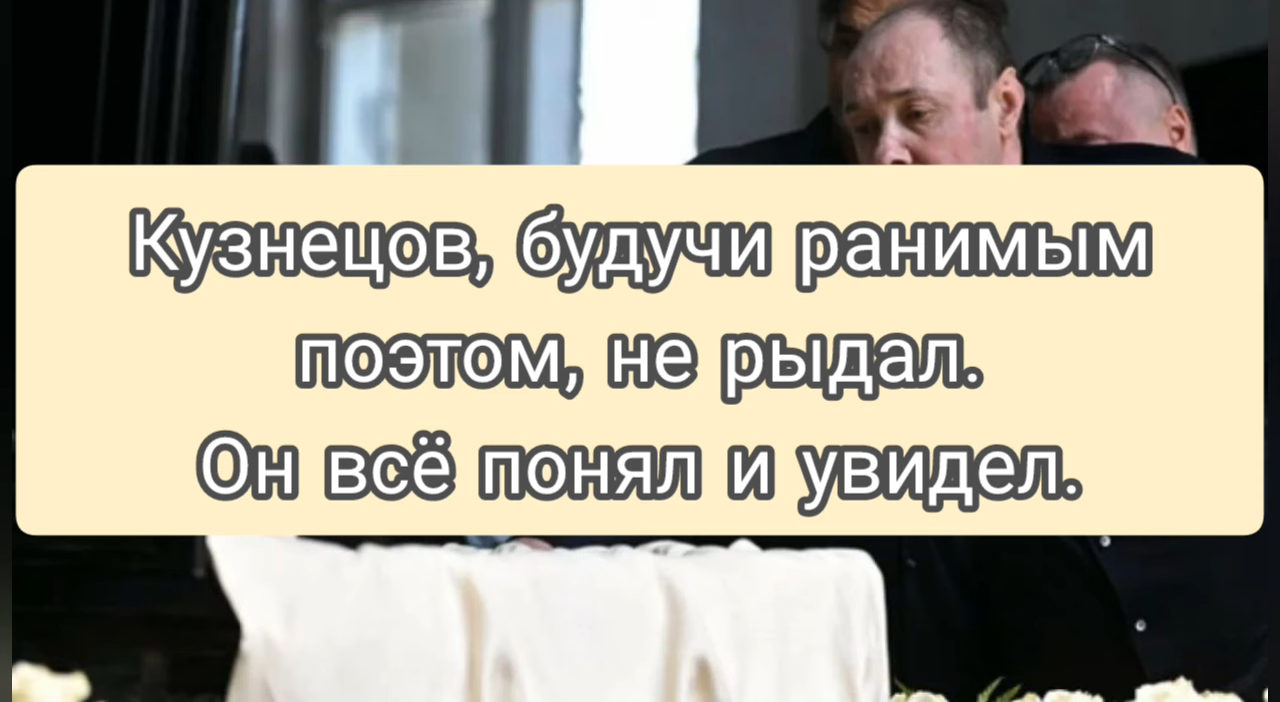 Кузнецов, будучи ранимым
поэтом, не рыдал.
Он всё понял и увидел.